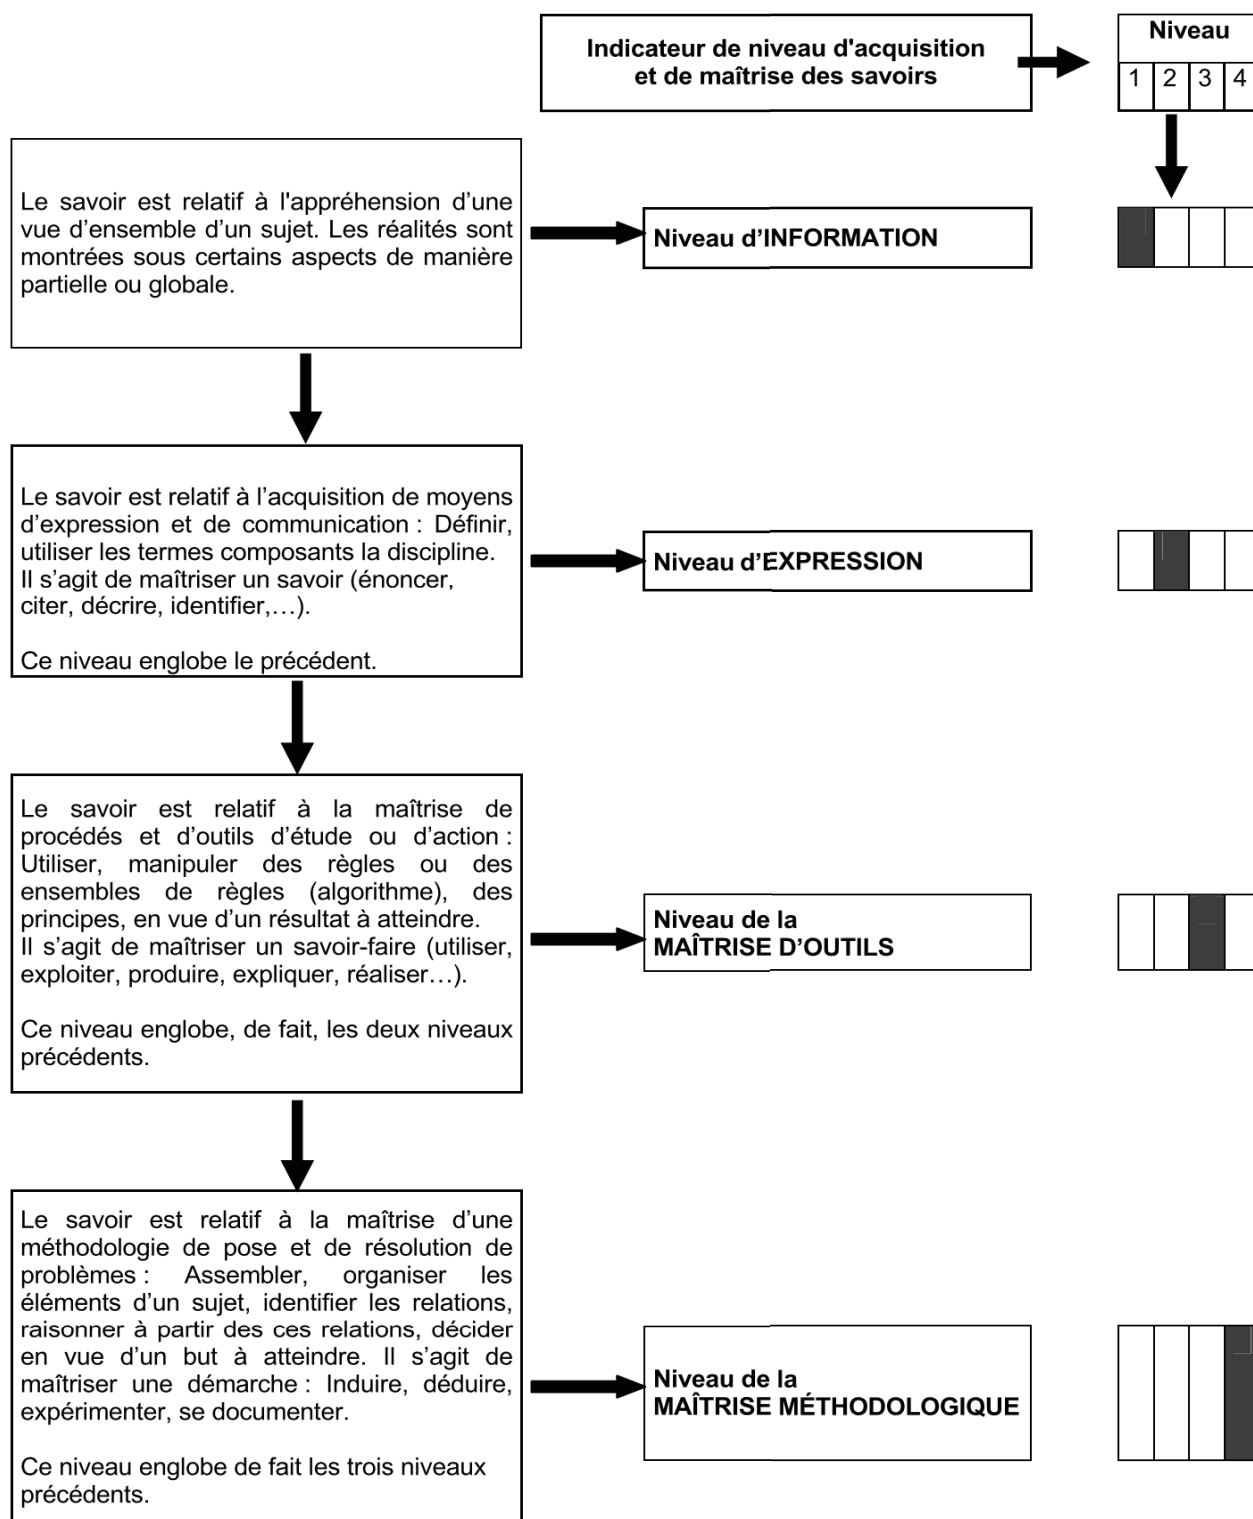 Indicateur de niveau d'acquisition
et de maîtrise des savoirs
Niveau
1 2 3 4
Le savoir est relatif à l'appréhension d’une
vue d’ensemble d’un sujet. Les réalités sont
montrées sous certains aspects de manière
partielle ou globale.
Niveau d’INFORMATION
Le savoir est relatif à l’acquisition de moyens
d’expression et de communication : Définir,
utiliser les termes composants la discipline.
Il s’agit de maîtriser un savoir (énoncer,
citer, décrire, identifier,…).
Ce niveau englobe le précédent.
Niveau d’EXPRESSION
Le savoir est relatif à la maîtrise de
procédés et d’outils d’étude ou d’action :
Utiliser, manipuler des règles ou des
ensembles de règles (algorithme), des
principes, en vue d’un résultat à atteindre.
Il s’agit de maîtriser un savoir-faire (utiliser,
exploiter, produire, expliquer, réaliser…).
Ce niveau englobe, de fait, les deux niveaux
précédents.
Niveau de la
MAÎTRISE D’OUTILS
Le savoir est relatif à la maîtrise d’une
méthodologie de pose et de résolution de
problèmes : Assembler, organiser les
éléments d’un sujet, identifier les relations,
raisonner à partir des ces relations, décider
en vue d’un but à atteindre. Il s’agit de
maîtriser une démarche : Induire, déduire,
expérimenter, se documenter.
Ce niveau englobe de fait les trois niveaux
précédents.
Niveau de la
MAÎTRISE MÉTHODOLOGIQUE